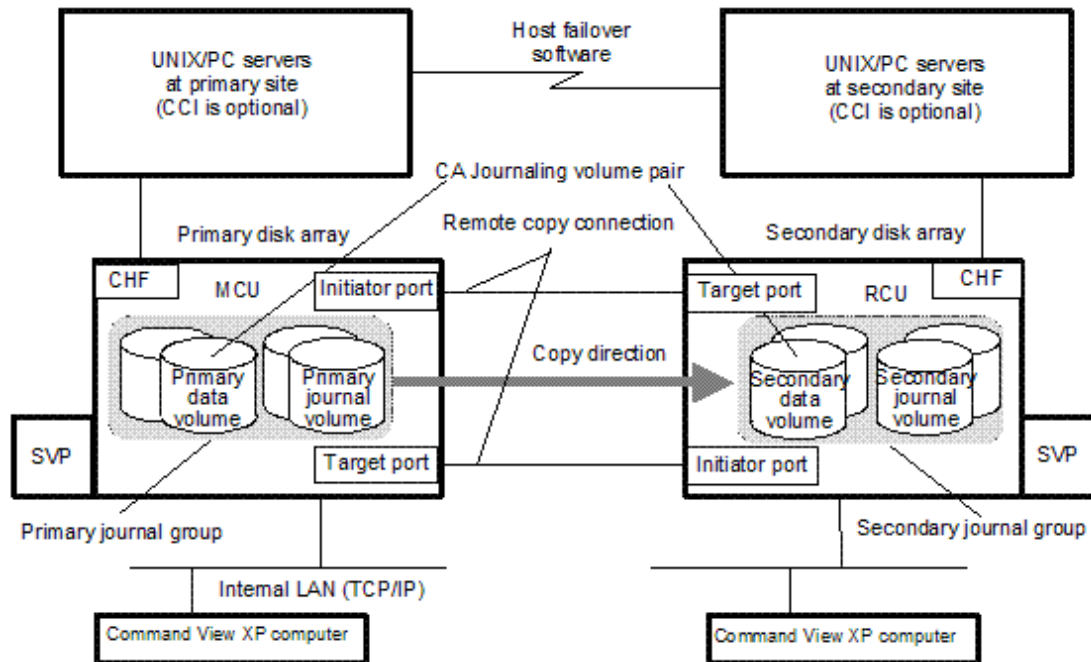 UNIX/PC servers
at primary site
(CCI is optional)
Host failover
software
UNIX/PC servers
at secondary site
(CCI is optional)
CA Journaling volume pair
Primary disk array
Remote copy connection
Secondary disk array
CHF
MCU
Initiator port
Target port
RCU
CHF
Primary
data
volume
Primary
journal
volume
Copy direction
Secondary
data
volume
Secondary
journal
volume
SVP
Target port
Initiator port
SVP
Primary journal group
Secondary journal group
Internal LAN (TCP/IP)
Command View XP computer
Command View XP computer